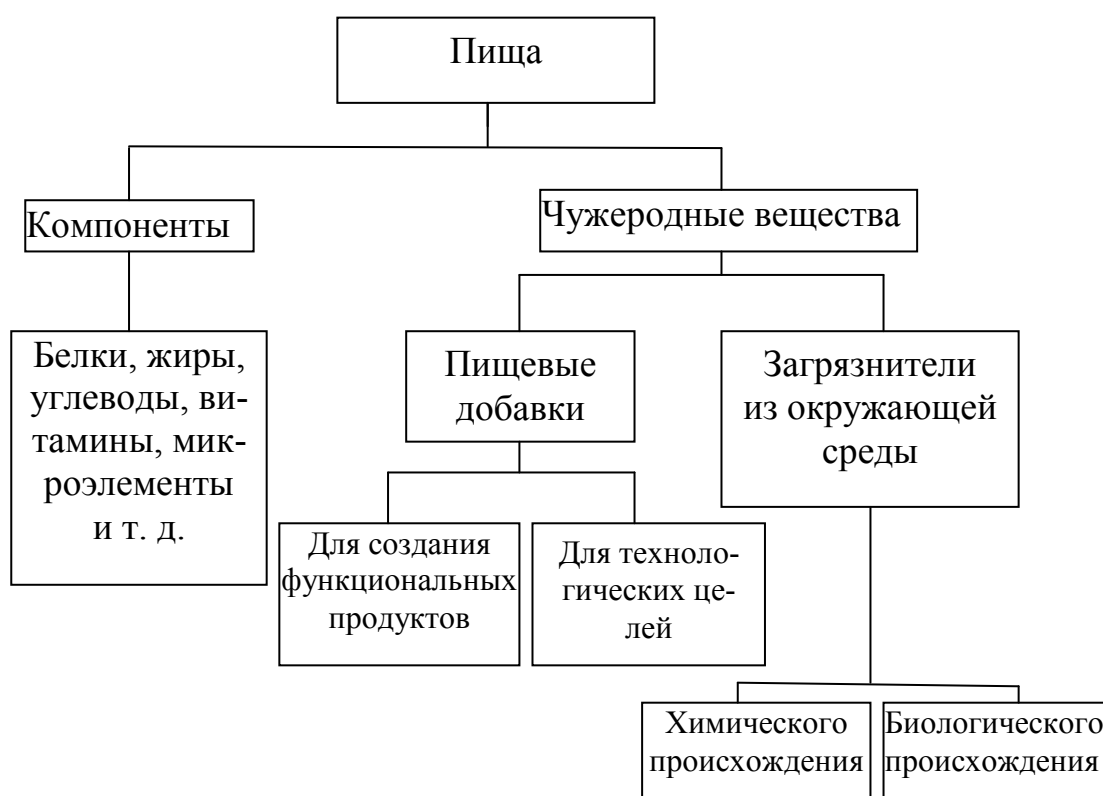 Пища
Компоненты
Чужеродные вещества
Белки, жиры,
углеводы, ви-
тамины, мик-
роэлементы
и т. д.
Пищевые
добавки
Загрязнители
из окружающей
среды
Для создания
функциональных
продуктов
Для техноло-
гических це-
лей
Химического
происхождения
Биологического
происхождения